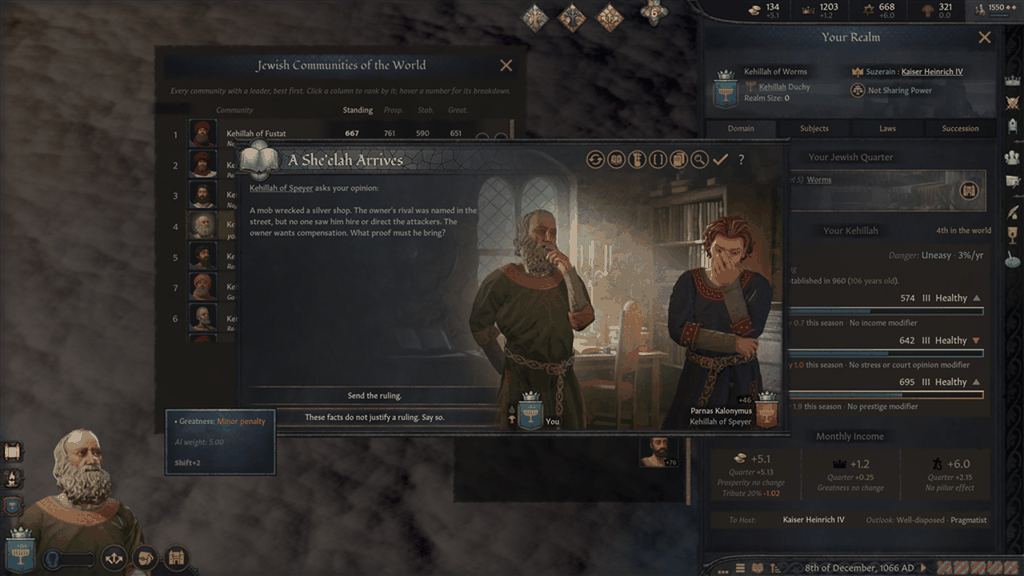 134
+5.1
1203
+1.2
668
+6.0
321
0.0
1550
6
Your Realm
Kehillah of Worms
Kehillah Duchy
Realm Size: 0
Suzerain : Kaiser Heinrich IV
Not Sharing Power
Domain
Subjects
Laws
Succession
Your Jewish Quarter
Worms
Your Kehillah
4th in the world
Danger: Uneasy · 3%/yr
established in 960 (106 years old).
574 III Healthy
0.7 this season · No income modifier
642 III Healthy
1.0 this season · No stress or court opinion modifier
695 III Healthy
1.9 this season · No prestige modifier
Monthly Income
+5.1
Quarter +5.13
Prosperity no change
Tribute 20% -1.02
+1.2
Quarter +0.25
Greatness no change
+6.0
Quarter +2.15
No pillar effect
To Host: Kaiser Heinrich IV
Outlook: Well-disposed · Pragmatist
8th of December, 1066 AD
Jewish Communities of the World
Every community with a leader, best first. Click a column to rank by it; hover a number for its breakdown.
Community
Standing
Prosp.
Stab.
Great.
1
Kehillah of Fustat
667
761
590
651
2
3
4
5
7
6
A She'elah Arrives
?
Kehillah of Speyer asks your opinion:
A mob wrecked a silver shop. The owner's rival was named in the
street, but no one saw him hire or direct the attackers. The
owner wants compensation. What proof must he bring?
Send the ruling.
These facts do not justify a ruling. Say so.
You
+46
Parnas Kalonymus
Kehillah of Speyer
• Greatness: Minor penalty
AI weight: 5.00
Shift+2
+76